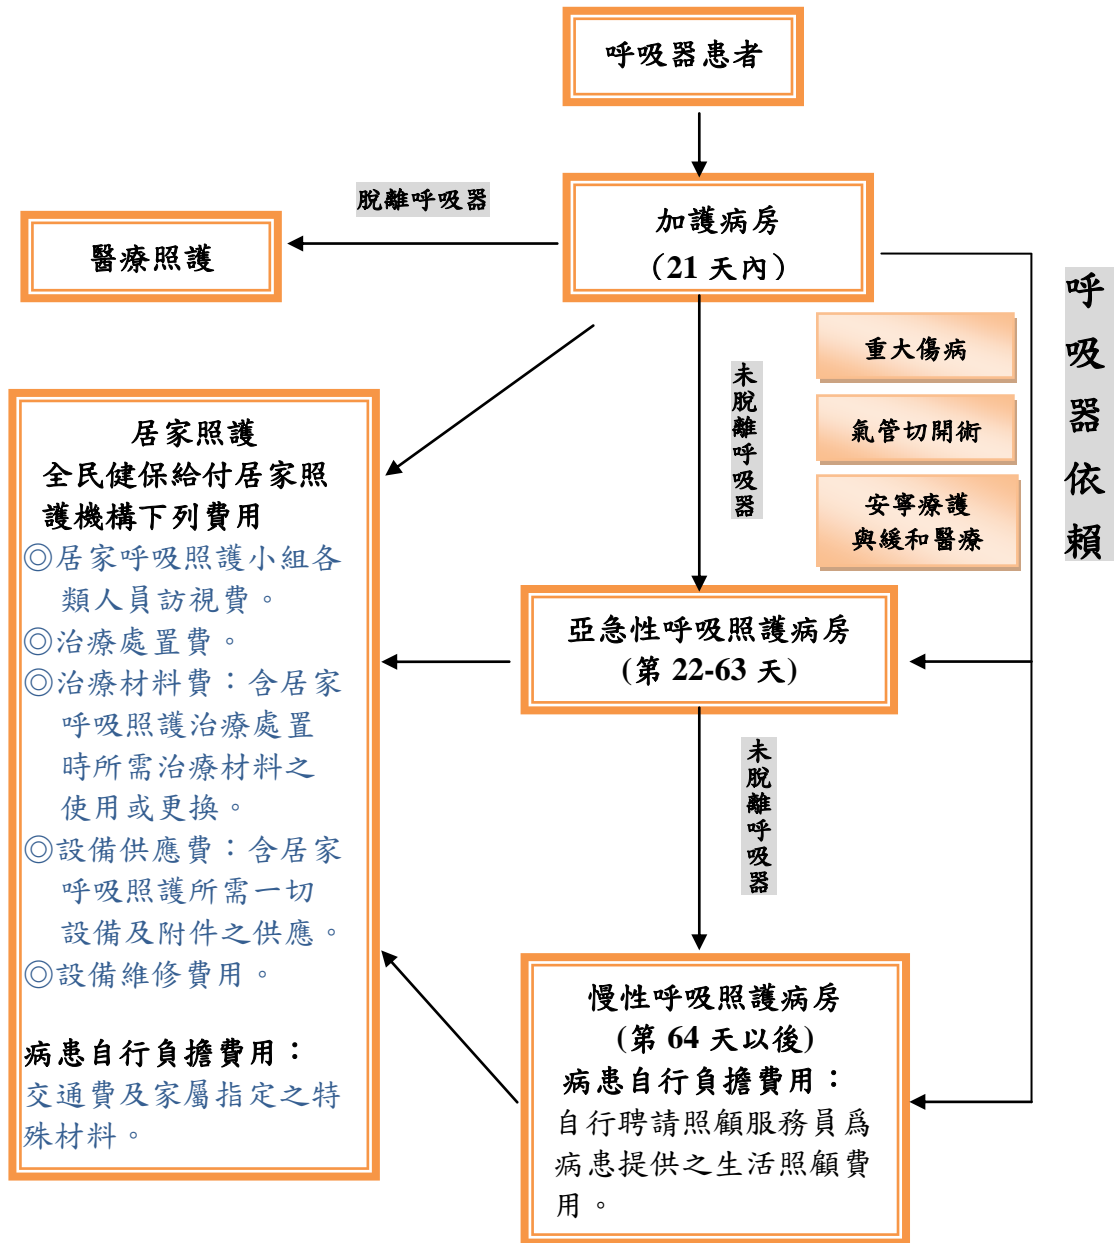 呼吸器患者
脫離呼吸器
醫療照護
加護病房
（21 天內）
呼吸器依賴
重大傷病
氣管切開術
安寧療護
與緩和醫療
未脫離呼吸器
居家照護
全民健保給付居家照
護機構下列費用
◎居家呼吸照護小組各
類人員訪視費。
◎治療處置費。
◎治療材料費：含居家
呼吸照護治療處置
時所需治療材料之
使用或更換。
◎設備供應費：含居家
呼吸照護所需一切
設備及附件之供應。
◎設備維修費用。
病患自行負擔費用：
交通費及家屬指定之特
殊材料。
亞急性呼吸照護病房
(第 22-63 天)
未脫離呼吸器
慢性呼吸照護病房
(第 64 天以後)
病患自行負擔費用：
自行聘請照顧服務員為
病患提供之生活照顧費
用。